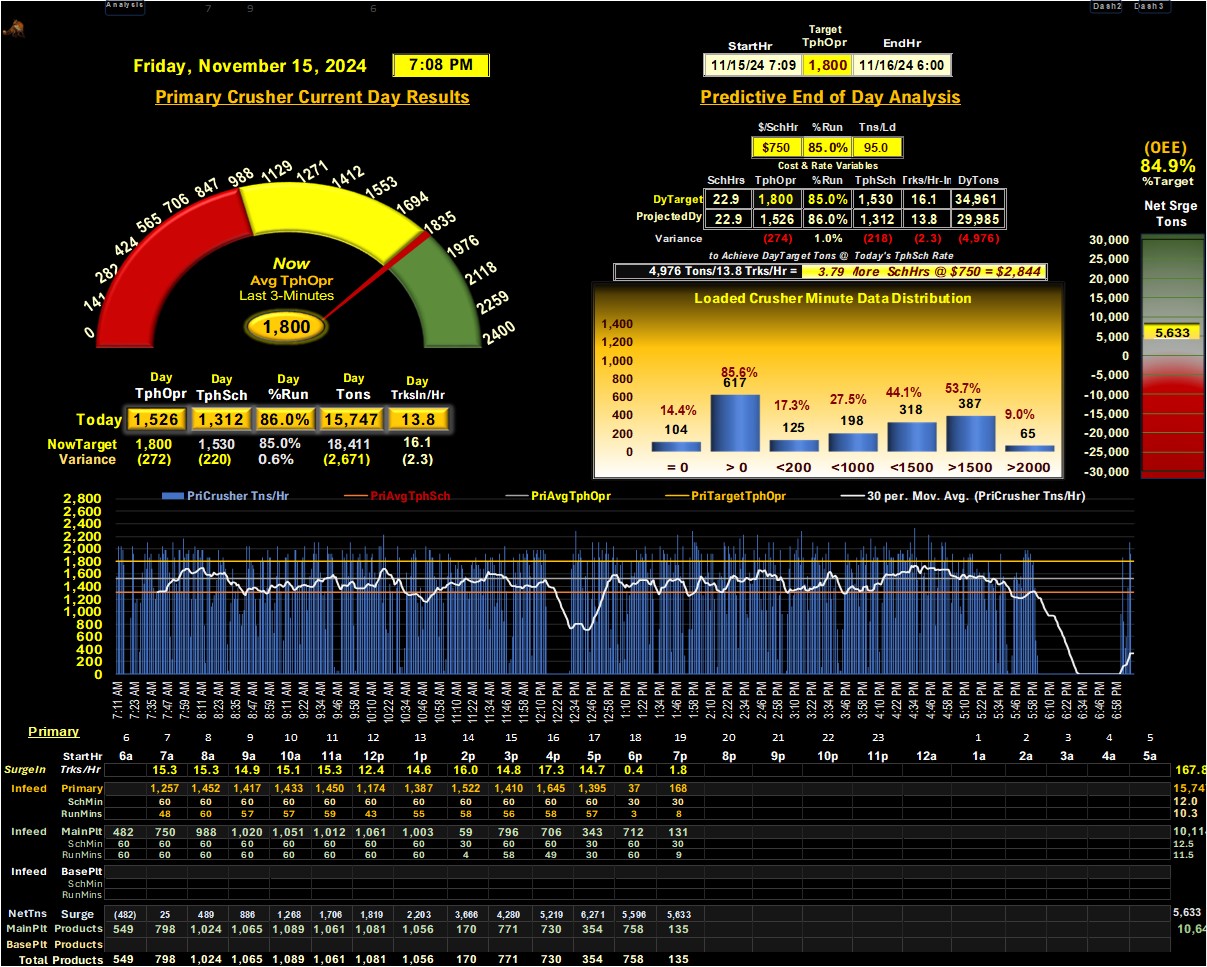 Analysis 7 9 6 Dash2 Dash3
Target
StartHr TphOpr EndHr
Friday, November 15, 2024 7:08 PM 11/15/24 7:09 1,800 11/16/24 6:00
Primary Crusher Current Day Results Predictive End of Day Analysis
$/SchHr %Run Tns/Ld
$750 85.0% 95.0
Cost & Rate Variables
SchHrs TphOpr %Run TphSch Trks/Hr-In DyTons
DyTarget 22.9 1,800 85.0% 1,530 16.1 34,961
ProjectedDy 22.9 1,526 86.0% 1,312 13.8 29,985
Variance (274) 1.0% (218) (2.3) (4,976)
to Achieve DayTarget Tons @ Today's TphSch Rate
4,976 Tons/13.8 Trks/Hr = 3.79 More SchHrs @ $750 = $2,844
(OEE)
84.9%
%Target
Net Srge
Tons
30,000
25,000
20,000
15,000
10,000
5,000
5,633
0
-5,000
-10,000
-15,000
-20,000
-25,000
-30,000
0 141 282 424 565 706 847 988 1129 1271 1412 1553 1694 1835 1976 2118 2259 2400
Now
Avg TphOpr
Last 3-Minutes
1,800
Day Day Day Day Day
TphOpr TphSch %Run Tons TrksIn/Hr
Today 1,526 1,312 86.0% 15,747 13.8
NowTarget 1,800 1,530 85.0% 18,411 16.1
Variance (272) (220) 0.6% (2,671) (2.3)
Loaded Crusher Minute Data Distribution
1,400
1,200
1,000
800
600
400
200
0
14.4% 85.6% 17.3% 27.5% 44.1% 53.7% 9.0%
104 617 125 198 318 387 65
= 0 > 0 <200 <1000 <1500 >1500 >2000
PriCrusher Tns/Hr PriAvgTphSch PriAvgTphOpr PriTargetTphOpr 30 per. Mov. Avg. (PriCrusher Tns/Hr)
2,800
2,600
2,400
2,200
2,000
1,800
1,600
1,400
1,200
1,000
800
600
400
200
0
7:11 AM 7:23 AM 7:35 AM 7:47 AM 7:59 AM 8:11 AM 8:23 AM 8:35 AM 8:47 AM 8:59 AM 9:11 AM 9:22 AM 9:34 AM 9:46 AM 9:58 AM 10:10 AM 10:22 AM 10:34 AM 10:46 AM 10:58 AM 11:10 AM 11:22 AM 11:34 AM 11:46 AM 11:58 AM 12:10 PM 12:22 PM 12:34 PM 12:46 PM 12:58 PM 1:10 PM 1:22 PM 1:34 PM 1:46 PM 1:58 PM 2:10 PM 2:22 PM 2:34 PM 2:46 PM 2:58 PM 3:10 PM 3:22 PM 3:34 PM 3:46 PM 3:58 PM 4:10 PM 4:22 PM 4:34 PM 4:46 PM 4:58 PM 5:10 PM 5:22 PM 5:34 PM 5:46 PM 5:58 PM 6:10 PM 6:22 PM 6:34 PM 6:46 PM 6:58 PM
Primary 6 7 8 9 10 11 12 13 14 15 16 17 18 19 20 21 22 23 1 2 3 4 5
StartHr 6a 7a 8a 9a 10a 11a 12p 1p 2p 3p 4p 5p 6p 7p 8p 9p 10p 11p 12a 1a 2a 3a 4a 5a
SurgeIn Trks/Hr 15.3 15.3 14.9 15.1 15.3 12.4 14.6 16.0 14.8 17.3 14.7 0.4 1.8 167.8
Infeed Primary 1,257 1,452 1,417 1,433 1,450 1,174 1,387 1,522 1,410 1,645 1,395 37 168 15,74
SchMin 60 60 60 60 60 60 60 60 60 60 60 30 30 12.0
RunMins 48 60 57 57 59 43 55 58 56 58 57 3 8 10.3
Infeed MainPlt 482 750 988 1,020 1,051 1,012 1,061 1,003 59 796 706 343 712 131 10,11
SchMin 60 60 60 60 60 60 60 60 30 60 60 30 60 30 12.5
RunMins 60 60 60 60 60 60 60 60 4 58 49 30 60 9 11.5
Infeed BasePlt
SchMin
RunMins
NetTns Surge (482) 25 489 886 1,268 1,706 1,819 2,203 3,666 4,280 5,219 6,271 5,596 5,633 5,633
MainPlt Products 549 798 1,024 1,065 1,089 1,061 1,081 1,056 170 771 730 354 758 135 10,64
BasePlt Products
Total Products 549 798 1,024 1,065 1,089 1,061 1,081 1,056 170 770 730 354 758 135